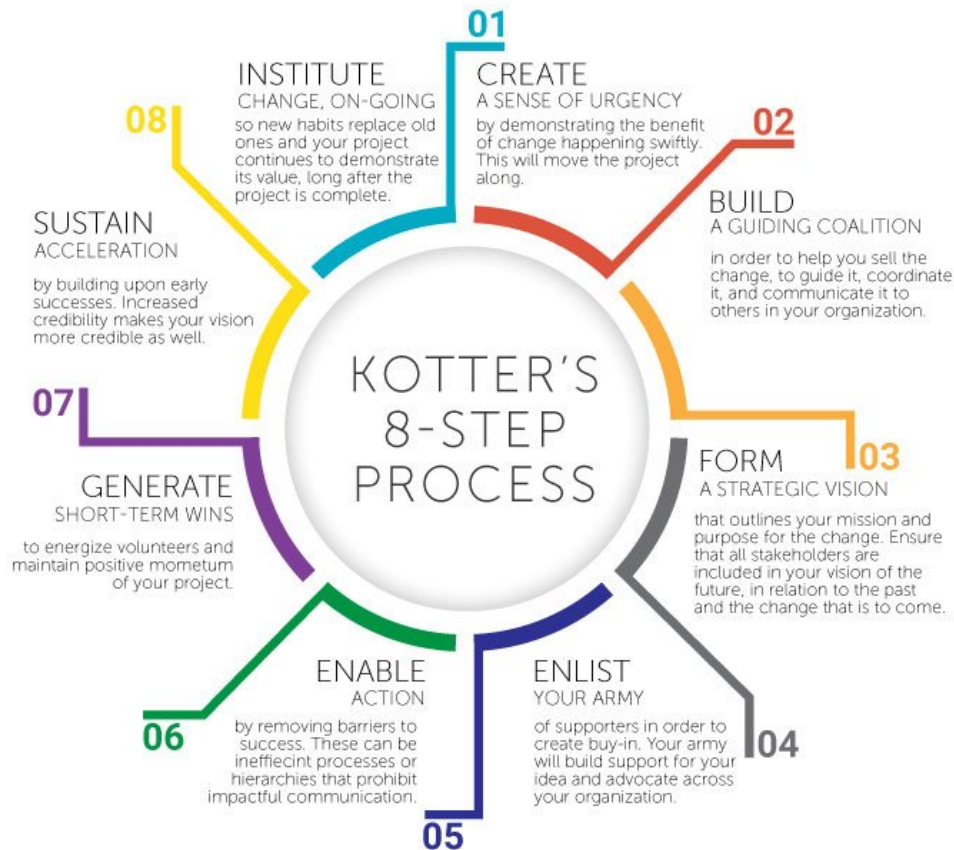 01
CREATE
A SENSE OF URGENCY
by demonstrating the benefit
of change happening swiftly.
This will move the project
along.
02
BUILD
A GUIDING COALITION
in order to help you sell the
change, to guide it, coordinate
it, and communicate it to
others in your organization.
03
FORM
A STRATEGIC VISION
that outlines your mission and
purpose for the change. Ensure
that all stakeholders are
included in your vision of the
future, in relation to the past
and the change that is to come.
04
ENLIST
YOUR ARMY
of supporters in order to
create buy-in. Your army
will build support for your
idea and advocate across
your organization.
05
ENABLE
ACTION
by removing barriers to
success. These can be
ineffiecint processes or
hierarchies that prohibit
impactful communication.
06
GENERATE
SHORT-TERM WINS
to energize volunteers and
maintain positive mometum
of your project.
07
SUSTAIN
ACCELERATION
by building upon early
successes. Increased
credibility makes your vision
more credible as well.
08
INSTITUTE
CHANGE, ON-GOING
so new habits replace old
ones and your project
continues to demonstrate
its value, long after the
project is complete.
KOTTER'S
8-STEP
PROCESS